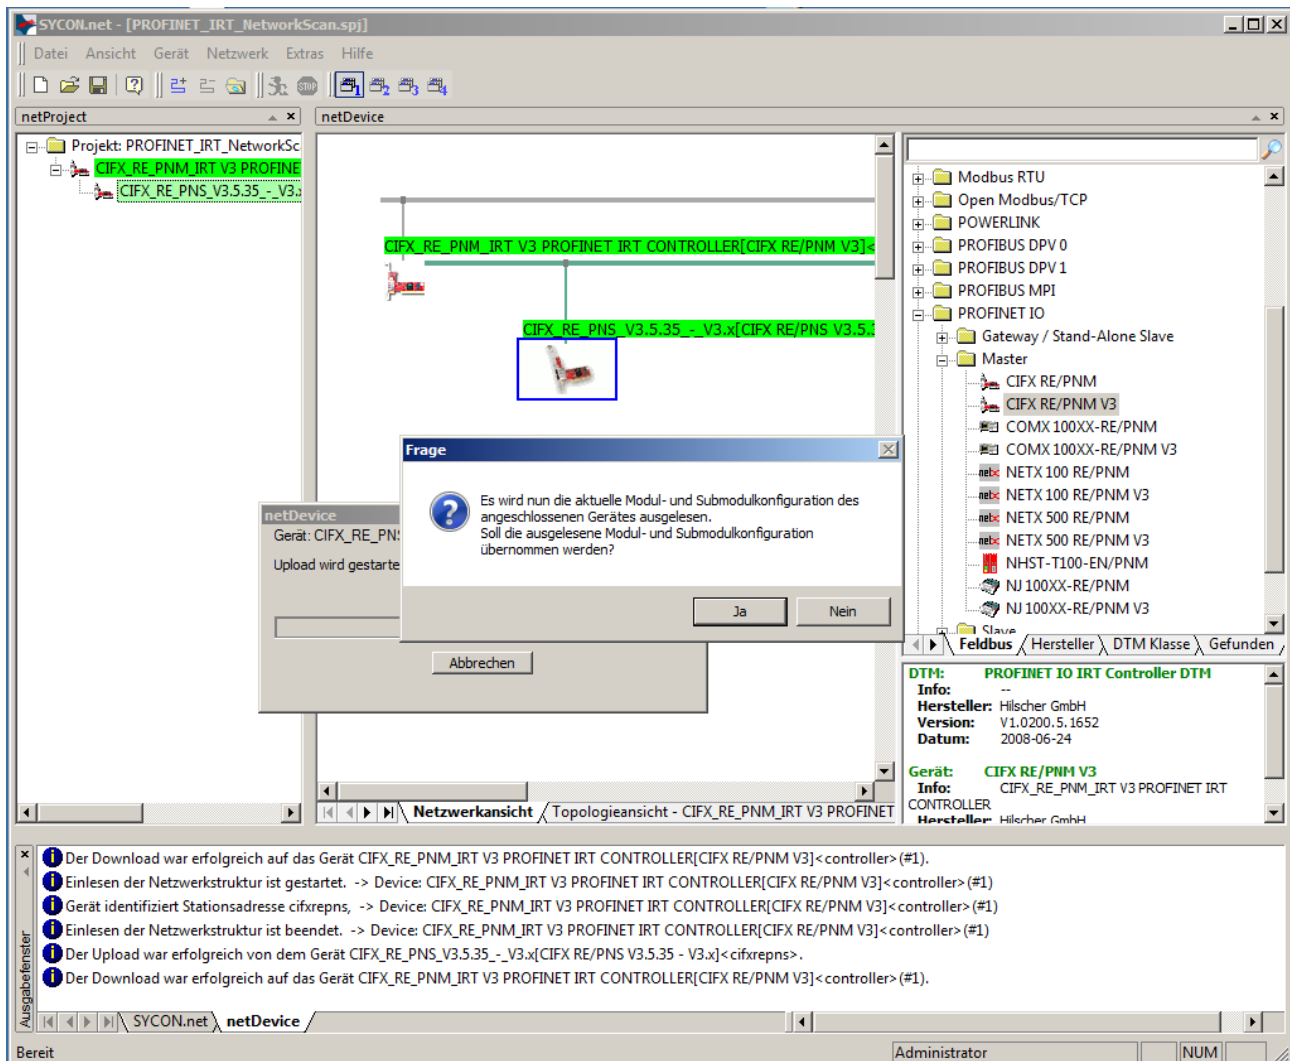 SYCON.net - [PROFINET_IRT_NetworkScan.spj]
Datei Ansicht Gerät Netzwerk Extras Hilfe
netProject
netDevice
Projekt: PROFINET_IRT_NetworkSc
CIFX_RE_PNM_IRT V3 PROFINE
CIFX_RE_PNS_V3.5.35_-_V3.x
CIFX_RE_PNM_IRT V3 PROFINET IRT CONTROLLER[CIFX RE/PNM V3]<
CIFX_RE_PNS_V3.5.35_-_V3.x[CIFX RE/PNS V3.5.3
Modbus RTU
Open Modbus/TCP
POWERLINK
PROFIBUS DPV0
PROFIBUS DPV1
PROFIBUS MPI
PROFINET IO
Gateway / Stand-Alone Slave
Master
CIFX RE/PNM
CIFX RE/PNM V3
COMX 100XX-RE/PNM
COMX 100XX-RE/PNM V3
NETX 100 RE/PNM
NETX 100 RE/PNM V3
NETX 500 RE/PNM
NETX 500 RE/PNM V3
NHST-T100-EN/PNM
NJ 100XX-RE/PNM
NJ 100XX-RE/PNM V3
Slave
Feldbus Hersteller DTM Klasse Gefunden
Frage
Es wird nun die aktuelle Modul- und Submodulkonfiguration des
angeschlossenen Gerätes ausgelesen.
Soll die ausgelesene Modul- und Submodulkonfiguration
übernommen werden?
Ja Nein
netDevice
Gerät: CIFX_RE_PNS
Upload wird gestarte
Abbrechen
DTM: PROFINET IO IRT Controller DTM
Info: --
Hersteller: Hilscher GmbH
Version: V1.0200.5.1652
Datum: 2008-06-24
Gerät: CIFX RE/PNM V3
Info: CIFX_RE_PNM_IRT V3 PROFINET IRT
CONTROLLER
Hersteller: Hilscher GmbH
Netzwerkansicht Topologieansicht - CIFX_RE_PNM_IRT V3 PROFINET
Der Download war erfolgreich auf das Gerät CIFX_RE_PNM_IRT V3 PROFINET IRT CONTROLLER[CIFX RE/PNM V3]<controller>(#1).
Einlesen der Netzwerkstruktur ist gestartet. -> Device: CIFX_RE_PNM_IRT V3 PROFINET IRT CONTROLLER[CIFX RE/PNM V3]<controller>(#1)
Gerät identifiziert Stationsadresse cifxrepns, -> Device: CIFX_RE_PNM_IRT V3 PROFINET IRT CONTROLLER[CIFX RE/PNM V3]<controller>(#1)
Einlesen der Netzwerkstruktur ist beendet. -> Device: CIFX_RE_PNM_IRT V3 PROFINET IRT CONTROLLER[CIFX RE/PNM V3]<controller>(#1)
Der Upload war erfolgreich von dem Gerät CIFX_RE_PNS_V3.5.35_-_V3.x[CIFX RE/PNS V3.5.35 - V3.x]<cifxrepns>.
Der Download war erfolgreich auf das Gerät CIFX_RE_PNM_IRT V3 PROFINET IRT CONTROLLER[CIFX RE/PNM V3]<controller>(#1).
Ausgabefenster
SYCON.net netDevice
Bereit
Administrator
NUM